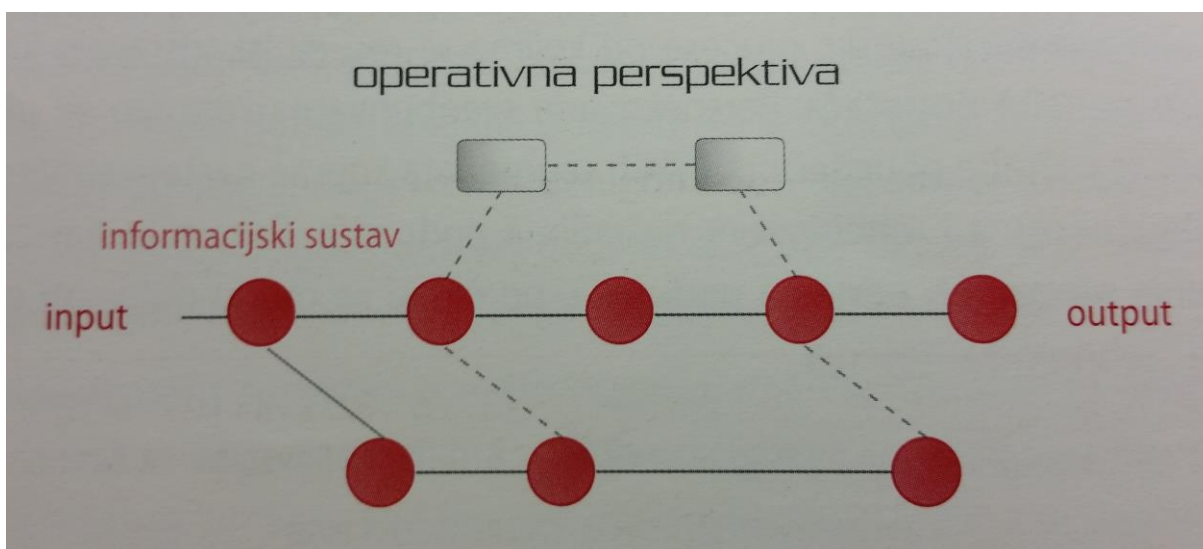 operativna perspektiva
informacijski sustav
input
output